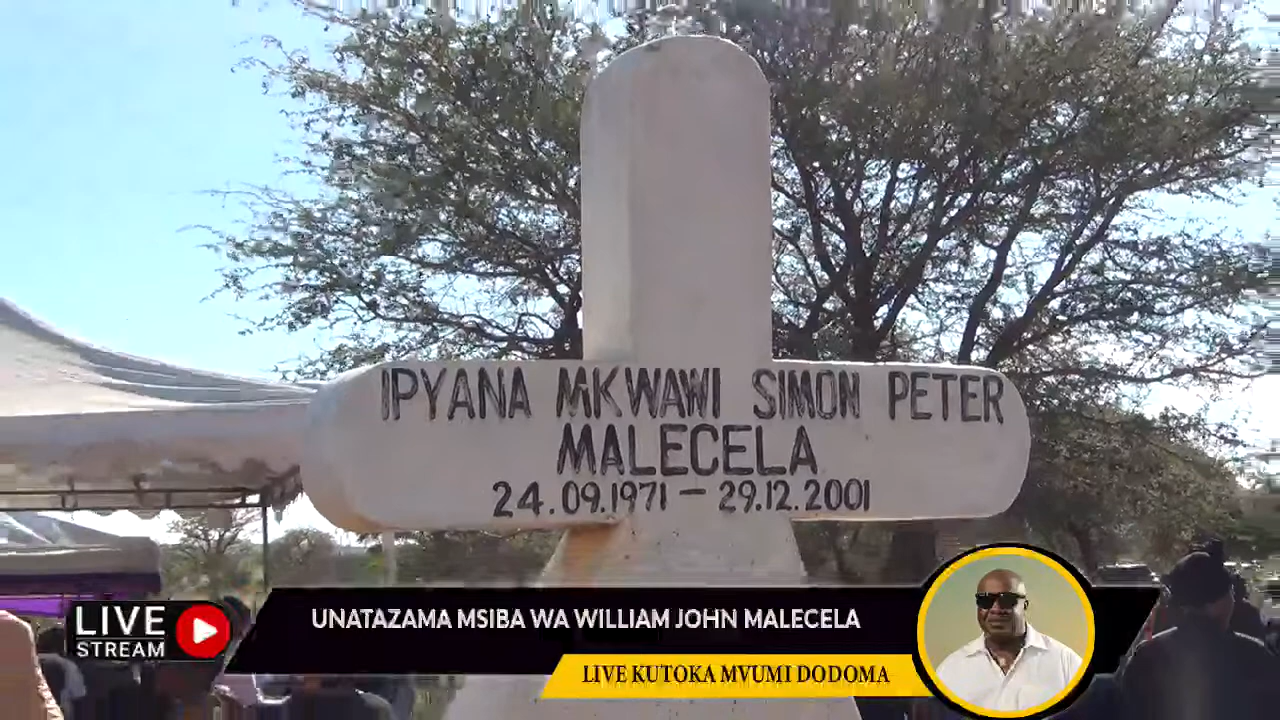 IPYANA MKWAWI SIMON PETER
MALECELA
24.09.1971 – 29.12.2001
LIVE
STREAM
UNATAZAMA MSIBA WA WILLIAM JOHN MALECELA
LIVE KUTOKA MVUMI DODOMA